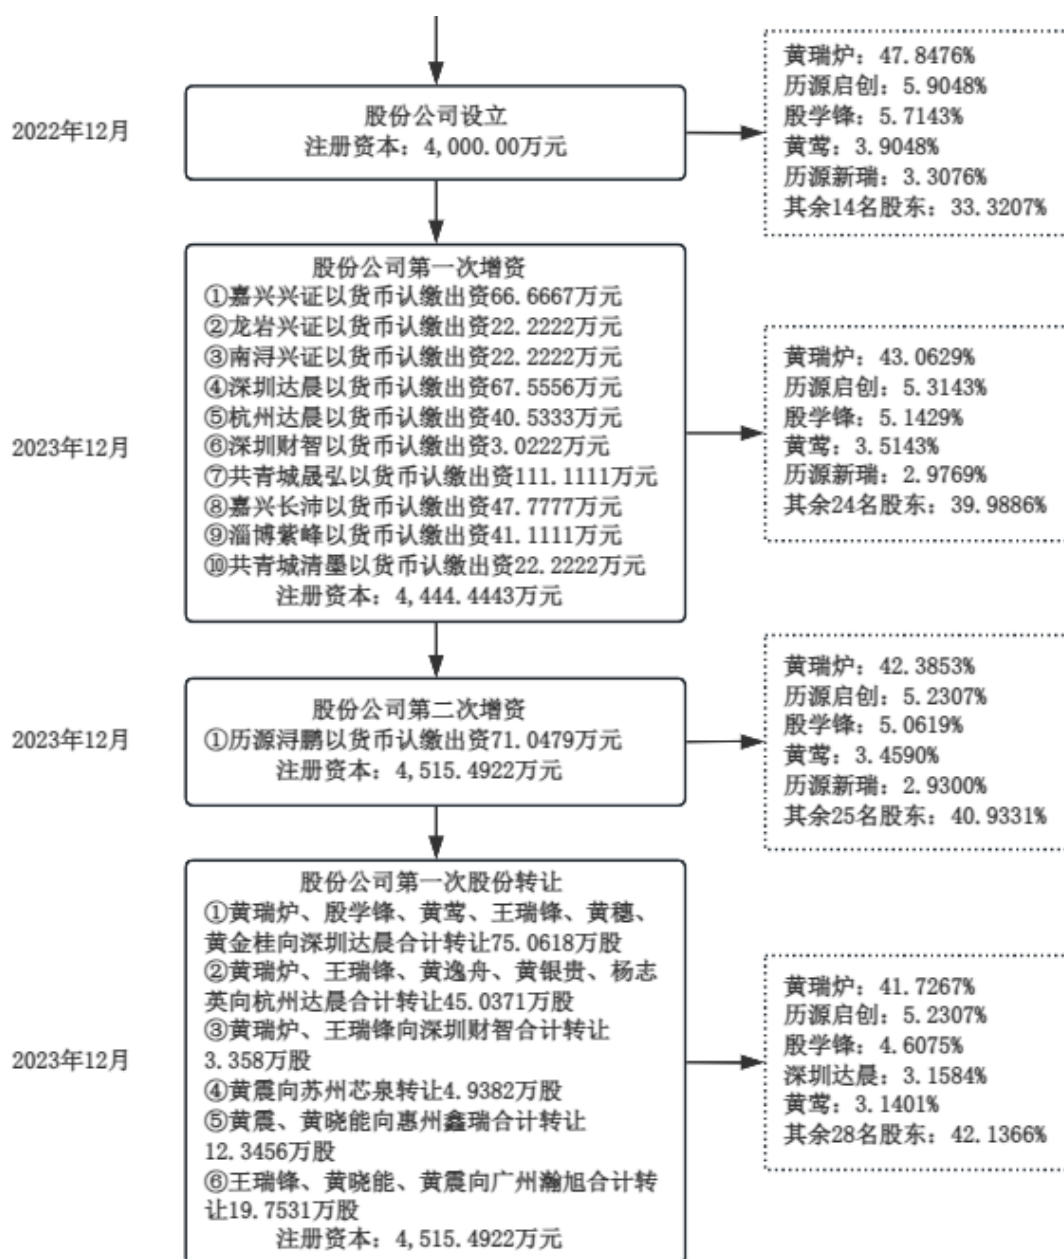 2022年12月
股份公司设立
注册资本：4,000.00万元
黄瑞炉：47.8476%
历源启创：5.9048%
殷学锋：5.7143%
黄莺：3.9048%
历源新瑞：3.3076%
其余14名股东：33.3207%
2023年12月
股份公司第一次增资
①嘉兴兴证以货币认缴出资66.6667万元
②龙岩兴证以货币认缴出资22.2222万元
③南浔兴证以货币认缴出资22.2222万元
④深圳达晨以货币认缴出资67.5556万元
⑤杭州达晨以货币认缴出资40.5333万元
⑥深圳财智以货币认缴出资3.0222万元
⑦共青城晟弘以货币认缴出资111.1111万元
⑧嘉兴长沛以货币认缴出资47.7777万元
⑨淄博紫峰以货币认缴出资41.1111万元
⑩共青城清墨以货币认缴出资22.2222万元
注册资本：4,444.4443万元
黄瑞炉：43.0629%
历源启创：5.3143%
殷学锋：5.1429%
黄莺：3.5143%
历源新瑞：2.9769%
其余24名股东：39.9886%
2023年12月
股份公司第二次增资
①历源浔鹏以货币认缴出资71.0479万元
注册资本：4,515.4922万元
黄瑞炉：42.3853%
历源启创：5.2307%
殷学锋：5.0619%
黄莺：3.4590%
历源新瑞：2.9300%
其余25名股东：40.9331%
2023年12月
股份公司第一次股份转让
①黄瑞炉、殷学锋、黄莺、王瑞锋、黄穗、
黄金桂向深圳达晨合计转让75.0618万股
②黄瑞炉、王瑞锋、黄逸舟、黄银贵、杨志
英向杭州达晨合计转让45.0371万股
③黄瑞炉、王瑞锋向深圳财智合计转让
3.358万股
④黄震向苏州芯泉转让4.9382万股
⑤黄震、黄晓能向惠州鑫瑞合计转让
12.3456万股
⑥王瑞锋、黄晓能、黄震向广州瀚旭合计转
让19.7531万股
注册资本：4,515.4922万元
黄瑞炉：41.7267%
历源启创：5.2307%
殷学锋：4.6075%
深圳达晨：3.1584%
黄莺：3.1401%
其余28名股东：42.1366%